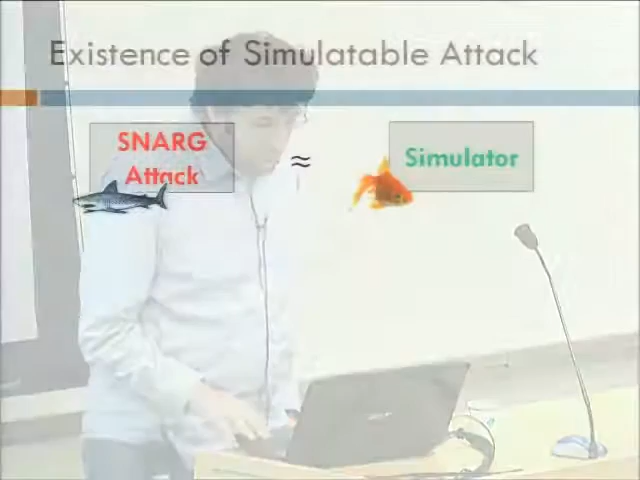 Existence of Simulatable Attack
SNARG
Attack
≈
Simulator